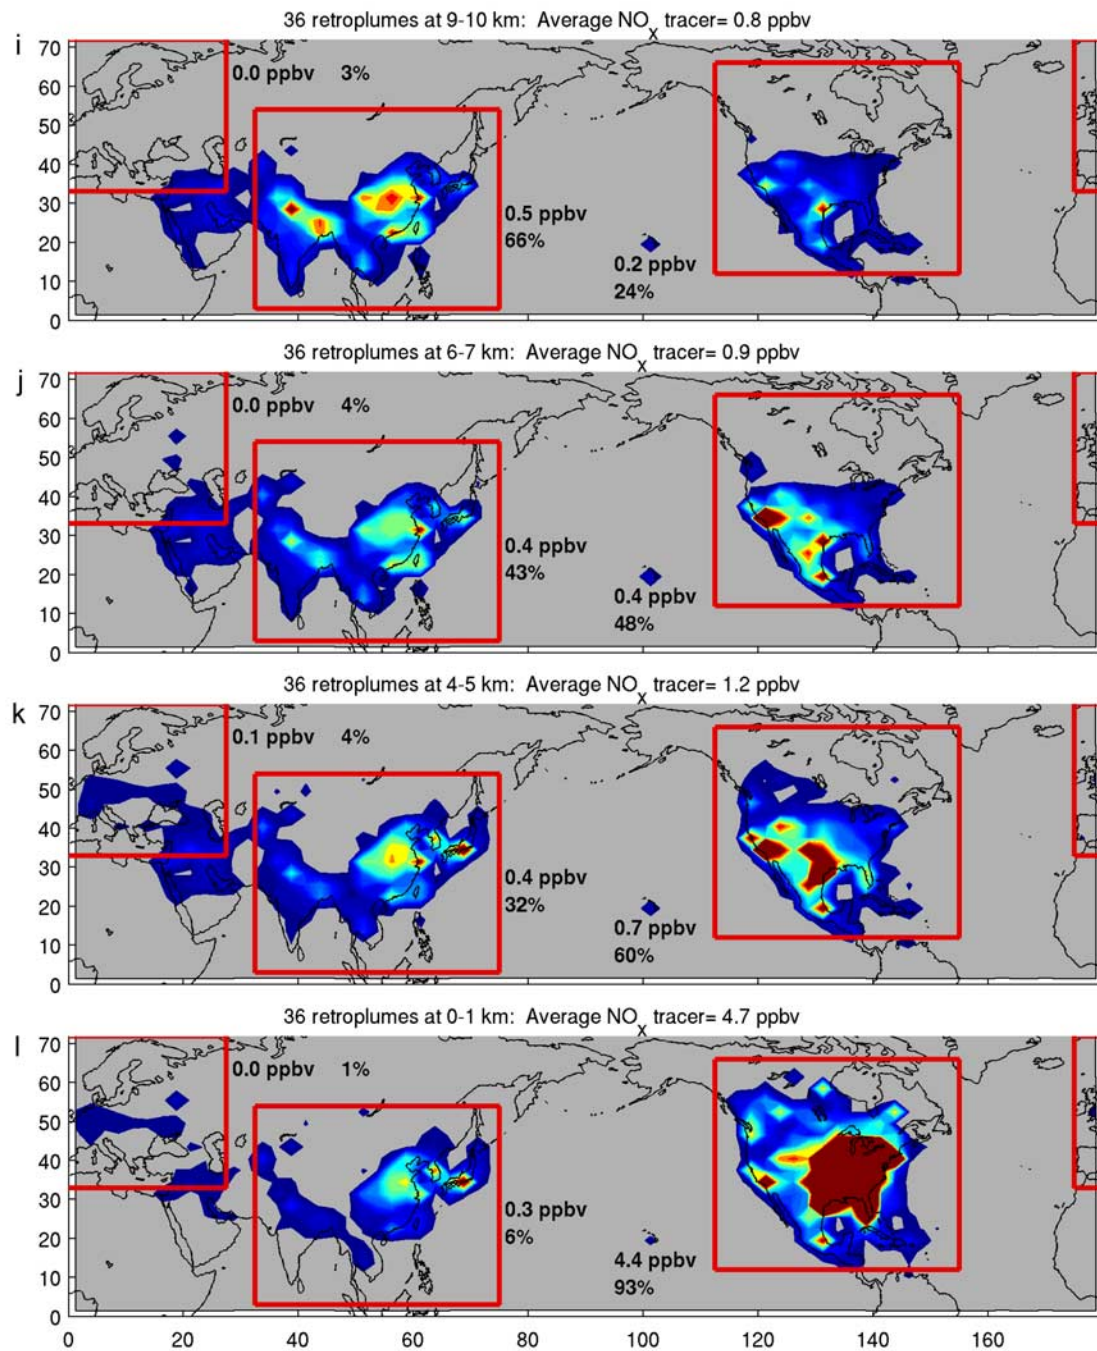 36 retroplumes at 9-10 km: Average NOx tracer= 0.8 ppbv
i
70
60
50
40
30
20
10
0
0.0 ppbv 3%
0.5 ppbv
66%
0.2 ppbv
24%
36 retroplumes at 6-7 km: Average NOx tracer= 0.9 ppbv
j
70
60
50
40
30
20
10
0
0.0 ppbv 4%
0.4 ppbv
43%
0.4 ppbv
48%
36 retroplumes at 4-5 km: Average NOx tracer= 1.2 ppbv
k
70
60
50
40
30
20
10
0
0.1 ppbv 4%
0.4 ppbv
32%
0.7 ppbv
60%
36 retroplumes at 0-1 km: Average NOx tracer= 4.7 ppbv
l
70
60
50
40
30
20
10
0
0.0 ppbv 1%
0.3 ppbv
6%
4.4 ppbv
93%
0 20 40 60 80 100 120 140 160